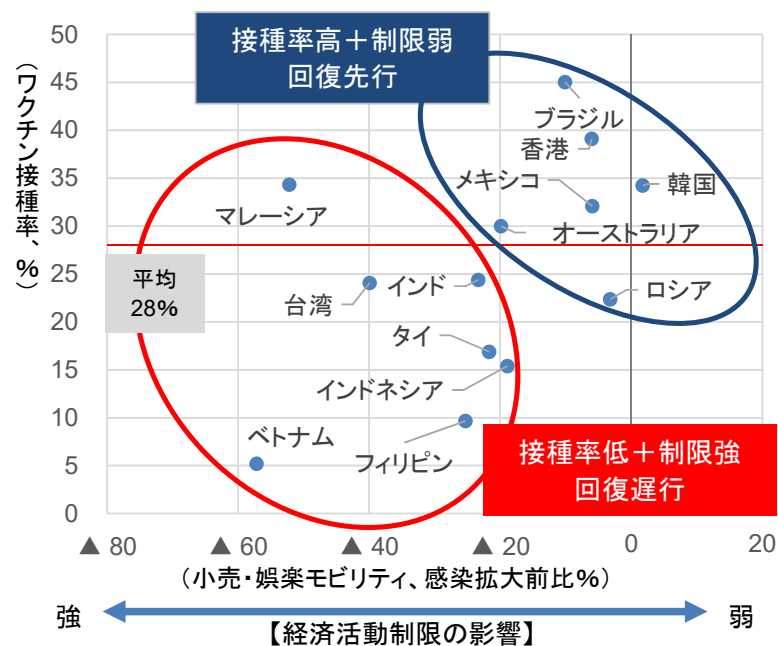 （ワクチン接種率、%）
50
45
40
35
30
25
20
15
10
5
0
接種率高＋制限弱
回復先行
ブラジル
香港
メキシコ
韓国
オーストラリア
マレーシア
平均
28%
台湾
インド
ロシア
タイ
インドネシア
ベトナム
フィリピン
接種率低＋制限強
回復遅行
▲ 80
▲ 60
▲ 40
▲ 20
0
20
（小売・娯楽モビリティ、感染拡大前比%）
強
弱
【経済活動制限の影響】